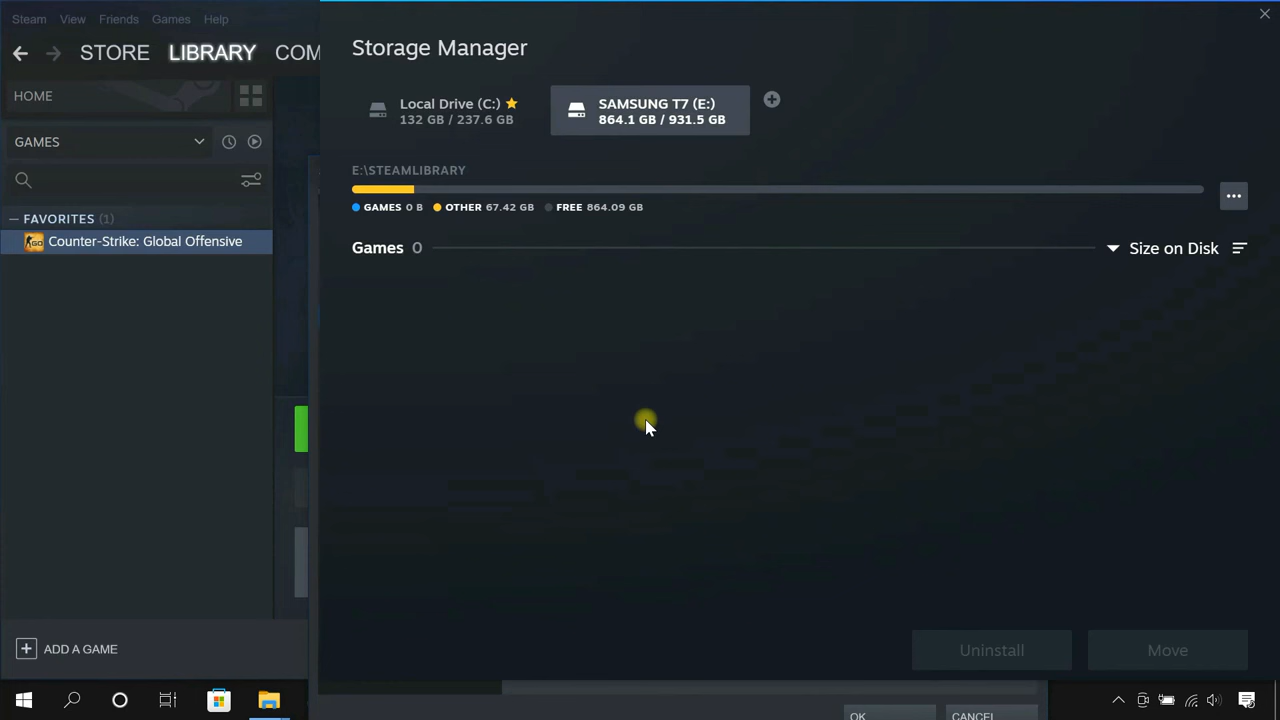 Steam View Friends Games Help
STORE LIBRARY COM
HOME
GAMES
FAVORITES (1)
Counter-Strike: Global Offensive
ADD A GAME
Storage Manager
Local Drive (C:)
132 GB / 237.6 GB
SAMSUNG T7 (E:)
864.1 GB / 931.5 GB
E:\STEAMLIBRARY
GAMES 0 B OTHER 67.42 GB FREE 864.09 GB
Games 0 Size on Disk
Uninstall Move
OK CANCEL